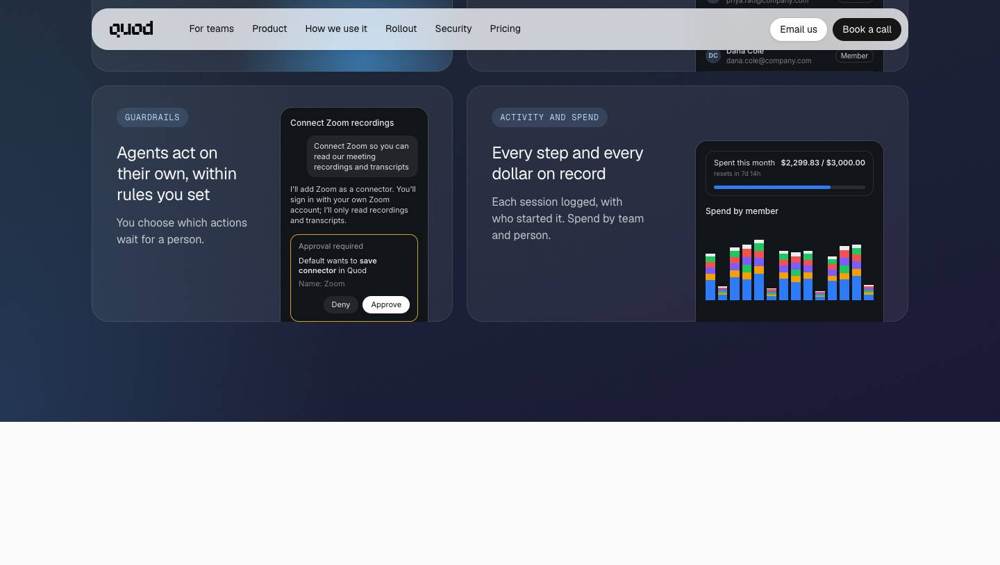 priya.raj@company.com
quod
For teams
Product
How we use it
Rollout
Security
Pricing
Email us
Book a call
DC
Dana Cole
dana.cole@company.com
Member
GUARDRAILS
Agents act on
their own, within
rules you set
You choose which actions
wait for a person.
Connect Zoom recordings
Connect Zoom so you can
read our meeting
recordings and transcripts
I'll add Zoom as a connector. You'll
sign in with your own Zoom
account; I'll only read recordings
and transcripts.
Approval required
Default wants to save
connector in Quod
Name: Zoom
Deny
Approve
ACTIVITY AND SPEND
Every step and every
dollar on record
Each session logged, with
who started it. Spend by team
and person.
Spent this month
$2,299.83 / $3,000.00
resets in 7d 14h
Spend by member